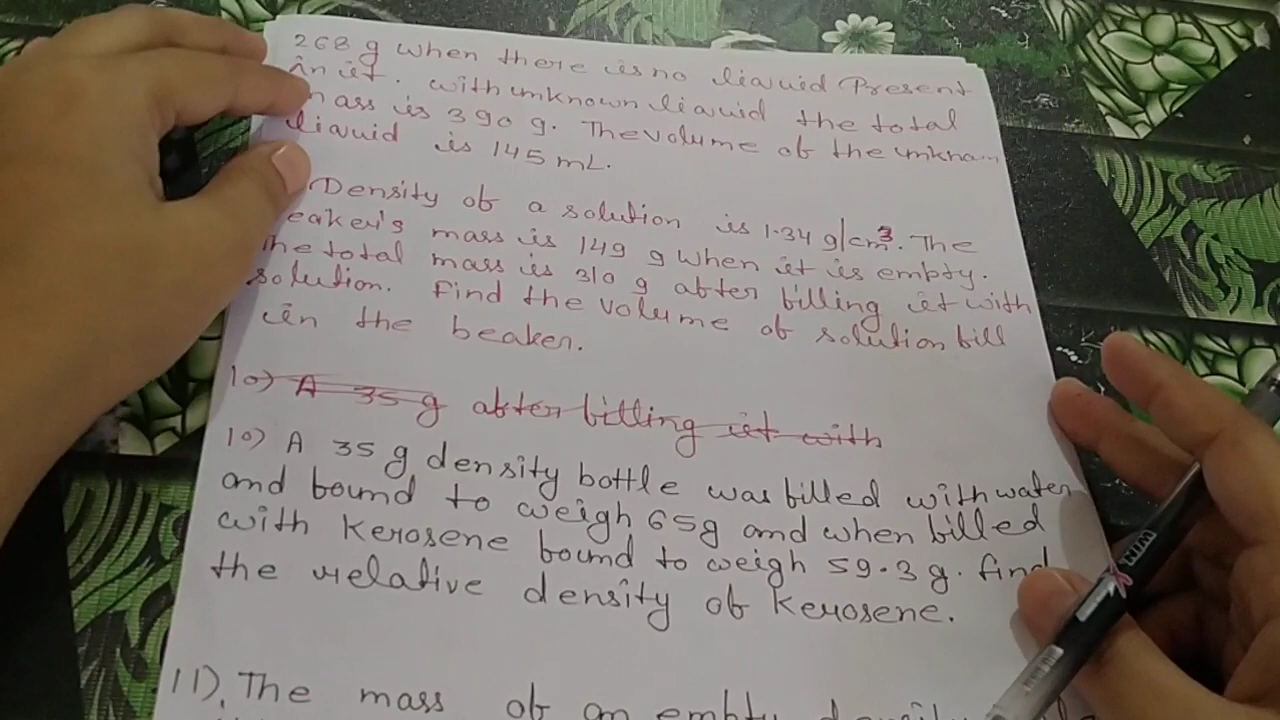 268 g when there is no liquid Present
in it. with unknown liquid the total
mass is 390 g. The volume of the unknown
liquid is 145 mL.
Density of a solution is 1.34 g/cm³. The
eaker's mass is 149 g when it is empty.
he total mass is 310 g after filling it with
solution. Find the volume of solution fill
in the beaker.
10) A 35 g after filling it with
10) A 35 g density bottle was filled with water
and found to weigh 65g and when filled
with kerosene found to weigh 59.3 g. find
the relative density of kerosene.
11). The mass of an empty
WIN